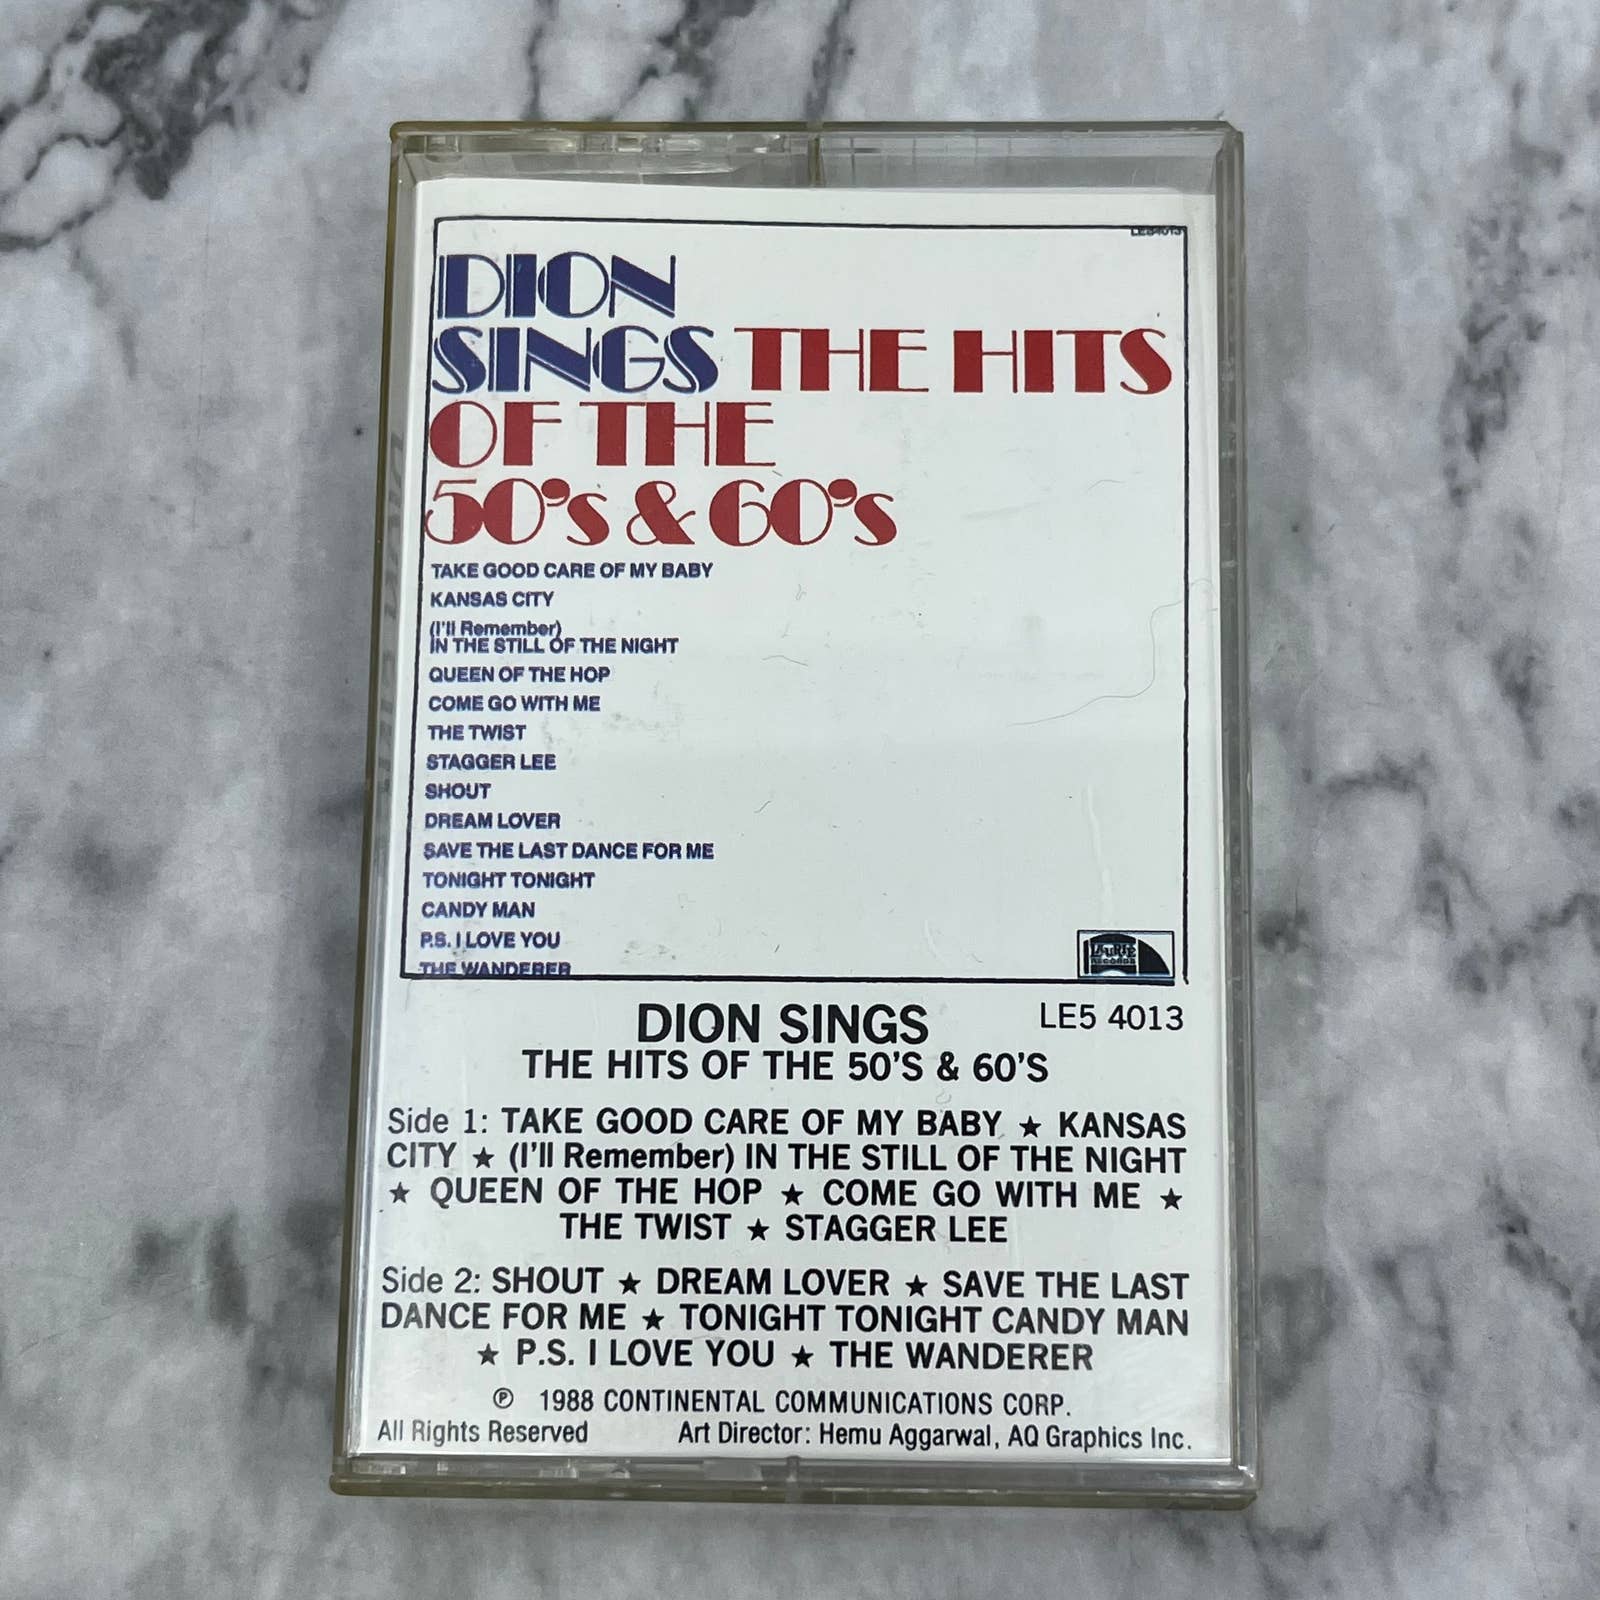 LE54013
DION
SINGS THE HITS
OF THE
50's & 60's
TAKE GOOD CARE OF MY BABY
KANSAS CITY
(I'll Remember)
IN THE STILL OF THE NIGHT
QUEEN OF THE HOP
COME GO WITH ME
THE TWIST
STAGGER LEE
SHOUT
DREAM LOVER
SAVE THE LAST DANCE FOR ME
TONIGHT TONIGHT
CANDY MAN
P.S. I LOVE YOU
THE WANDERER
LAURIE
RECORDS
DION SINGS LE5 4013
THE HITS OF THE 50'S & 60'S
Side 1: TAKE GOOD CARE OF MY BABY ★ KANSAS
CITY ★ (I'll Remember) IN THE STILL OF THE NIGHT
★ QUEEN OF THE HOP ★ COME GO WITH ME ★
THE TWIST ★ STAGGER LEE
Side 2: SHOUT ★ DREAM LOVER ★ SAVE THE LAST
DANCE FOR ME ★ TONIGHT TONIGHT CANDY MAN
★ P.S. I LOVE YOU ★ THE WANDERER
℗ 1988 CONTINENTAL COMMUNICATIONS CORP.
All Rights Reserved Art Director: Hemu Aggarwal, AQ Graphics Inc.